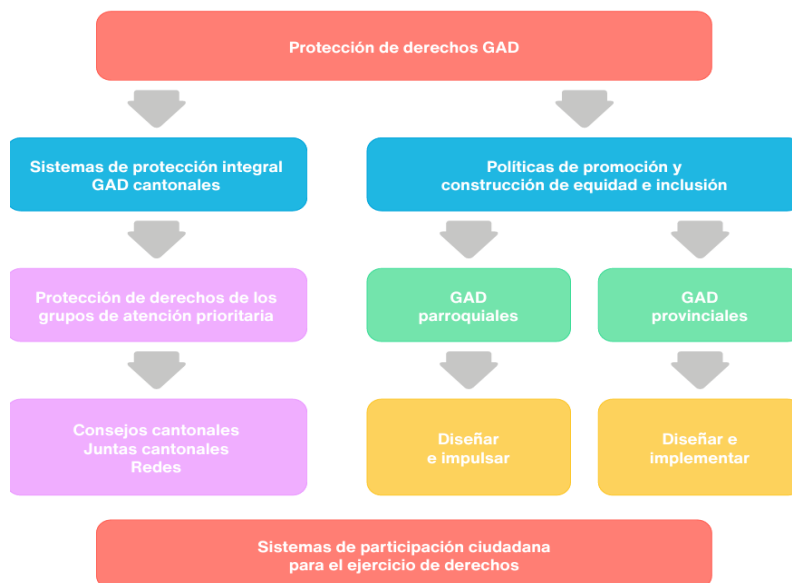 Protección de derechos GAD
Sistemas de protección integral
GAD cantonales
Políticas de promoción y
construcción de equidad e inclusión
Protección de derechos de los
grupos de atención prioritaria
GAD
parroquiales
GAD
provinciales
Consejos cantonales
Juntas cantonales
Redes
Diseñar
e impulsar
Diseñar e
implementar
Sistemas de participación ciudadana
para el ejercicio de derechos